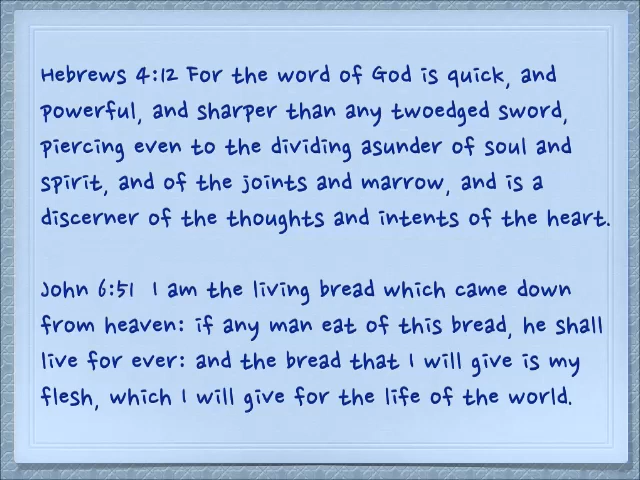 Hebrews 4:12 For the word of God is quick, and
powerful, and sharper than any twoedged sword,
piercing even to the dividing asunder of soul and
spirit, and of the joints and marrow, and is a
discerner of the thoughts and intents of the heart.
John 6:51  I am the living bread which came down
from heaven: if any man eat of this bread, he shall
live for ever: and the bread that I will give is my
flesh, which I will give for the life of the world.